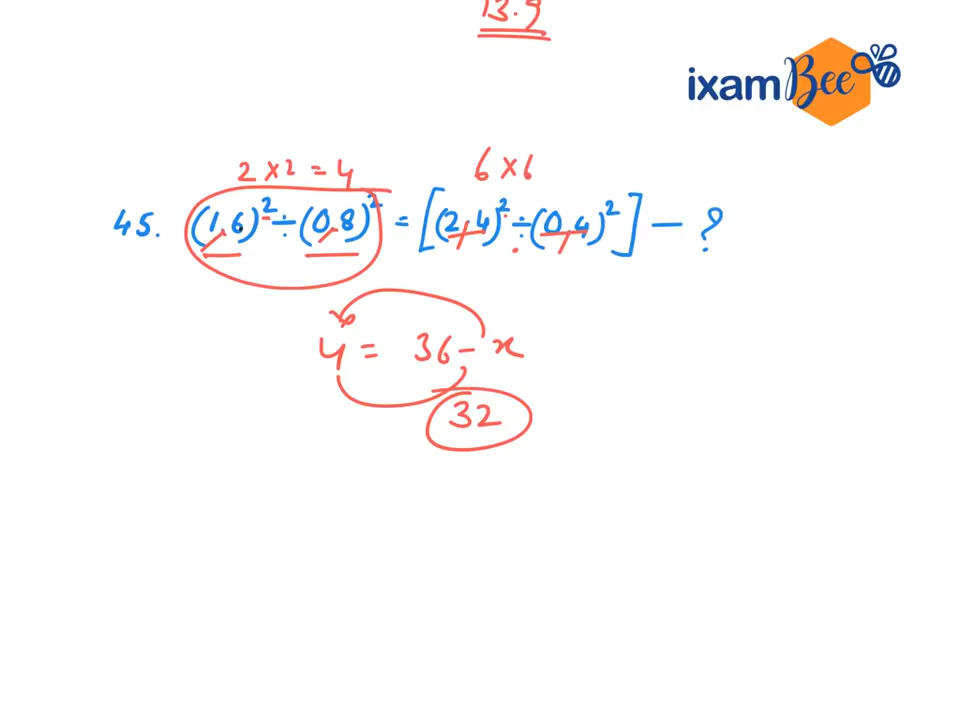 13.9
ixamBee
2 × 2 = 4 6 × 6
45. (1.6)² ÷ (0.8)² = [(2.4)² ÷ (0.4)²] — ?
4 = 36 - x
32